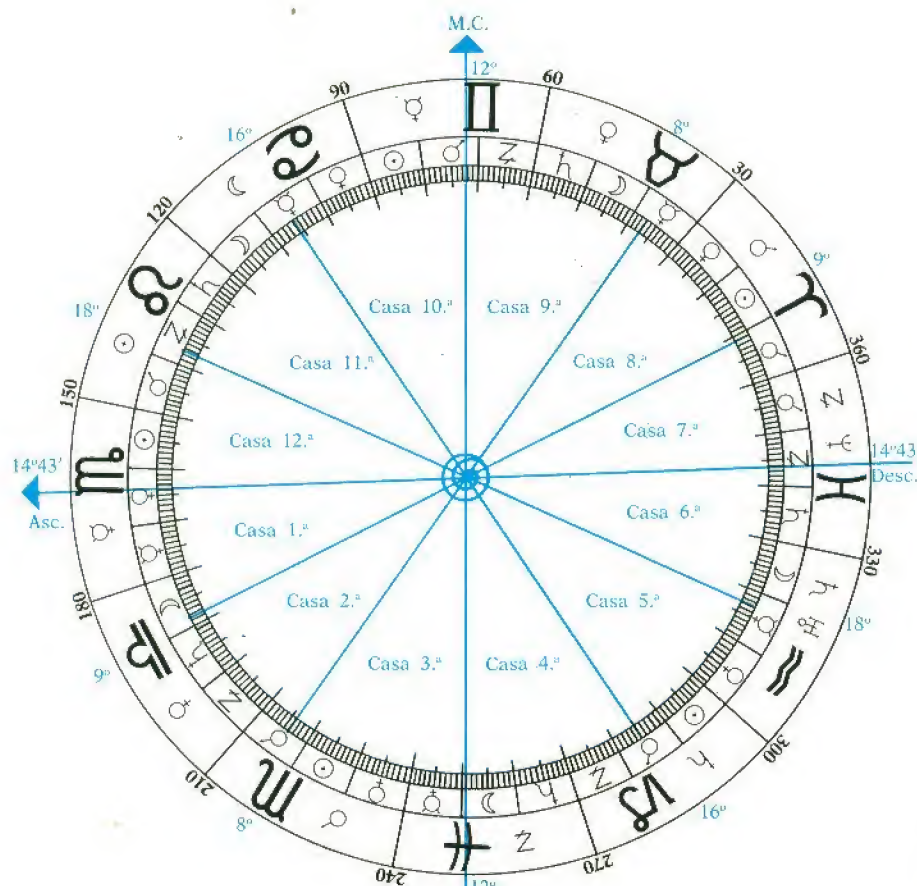 M.C.
12º
60
90
16º
8º
30
120
9º
18º
360
150
Casa 10.ª
Casa 9.ª
Casa 11.ª
Casa 8.ª
Casa 12.ª
Casa 7.ª
14º43'
14º43
Asc.
Desc.
Casa 1.ª
Casa 6.ª
330
180
Casa 2.ª
Casa 5.ª
18º
9º
Casa 3.ª
Casa 4.ª
300
210
16º
8º
270
240
12º